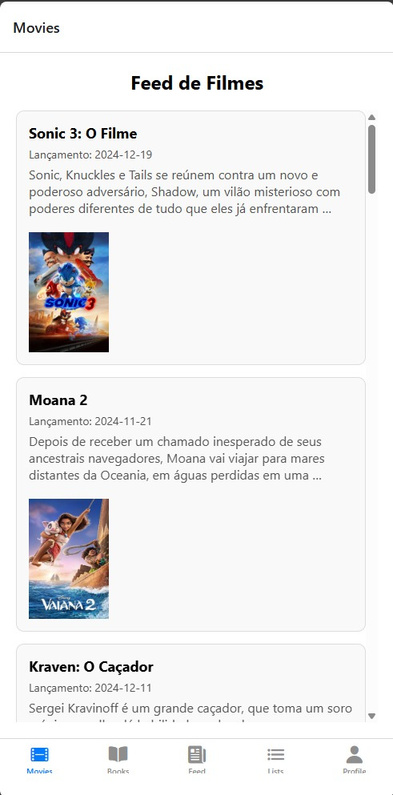 Movies
Feed de Filmes
Sonic 3: O Filme
Lançamento: 2024-12-19
Sonic, Knuckles e Tails se reúnem contra um novo e
poderoso adversário, Shadow, um vilão misterioso com
poderes diferentes de tudo que eles já enfrentaram ...
SONIC 3
Moana 2
Lançamento: 2024-11-21
Depois de receber um chamado inesperado de seus
ancestrais navegadores, Moana vai viajar para mares
distantes da Oceania, em águas perdidas em uma ...
VAIANA 2
Kraven: O Caçador
Lançamento: 2024-12-11
Sergei Kravinoff é um grande caçador, que toma um soro
Movies
Books
Feed
Lists
Profile